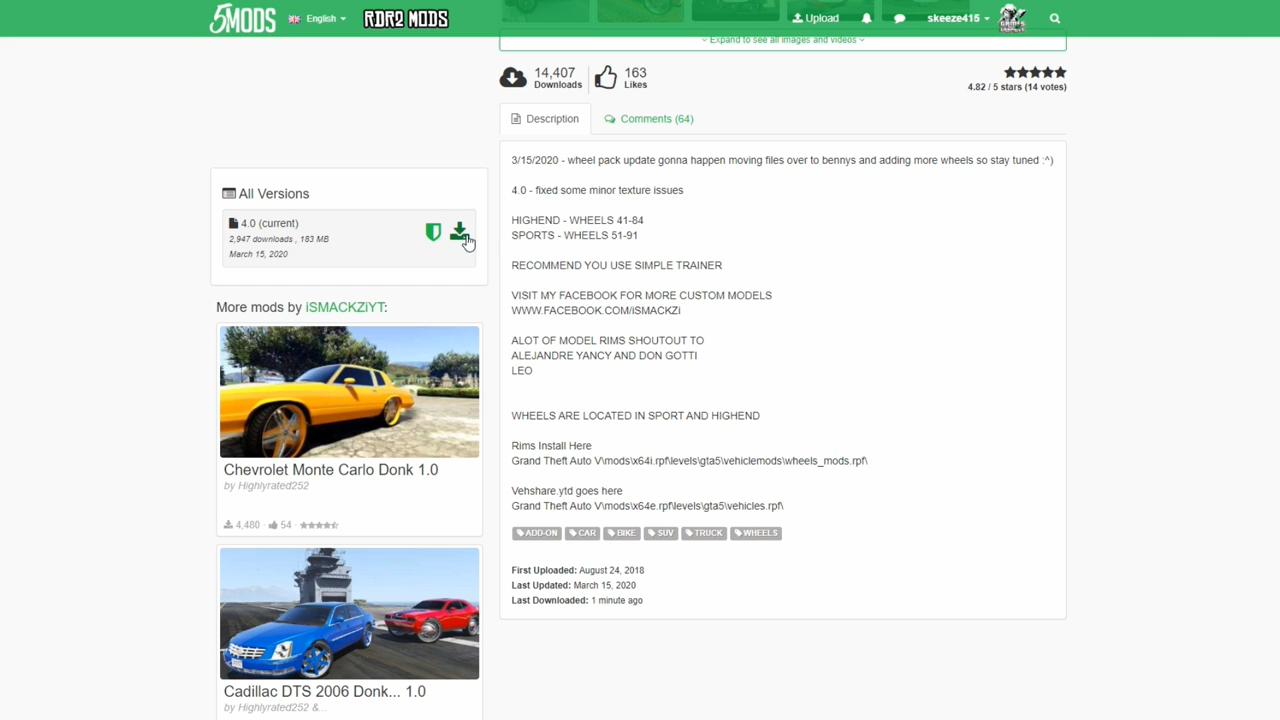 5MODS
English
RDR2 MODS
Upload
skeeze415
Expand to see all images and videos
14,407
Downloads
163
Likes
4.82 / 5 stars (14 votes)
Description
Comments (64)
All Versions
4.0 (current)
2,947 downloads , 183 MB
March 15, 2020
More mods by iSMACKZiYT:
Chevrolet Monte Carlo Donk 1.0
by Highlyrated252
4,480 · 54 ·
Cadillac DTS 2006 Donk... 1.0
by Highlyrated252 &...
3/15/2020 - wheel pack update gonna happen moving files over to bennys and adding more wheels so stay tuned :^)
4.0 - fixed some minor texture issues
HIGHEND - WHEELS 41-84
SPORTS - WHEELS 51-91
RECOMMEND YOU USE SIMPLE TRAINER
VISIT MY FACEBOOK FOR MORE CUSTOM MODELS
WWW.FACEBOOK.COM/iSMACKZi
ALOT OF MODEL RIMS SHOUTOUT TO
ALEJANDRE YANCY AND DON GOTTI
LEO
WHEELS ARE LOCATED IN SPORT AND HIGHEND
Rims Install Here
Grand Theft Auto V\mods\x64i.rpf\levels\gta5\vehiclemods\wheels_mods.rpf\
Vehshare.ytd goes here
Grand Theft Auto V\mods\x64e.rpf\levels\gta5\vehicles.rpf\
ADD-ON CAR BIKE SUV TRUCK WHEELS
First Uploaded: August 24, 2018
Last Updated: March 15, 2020
Last Downloaded: 1 minute ago